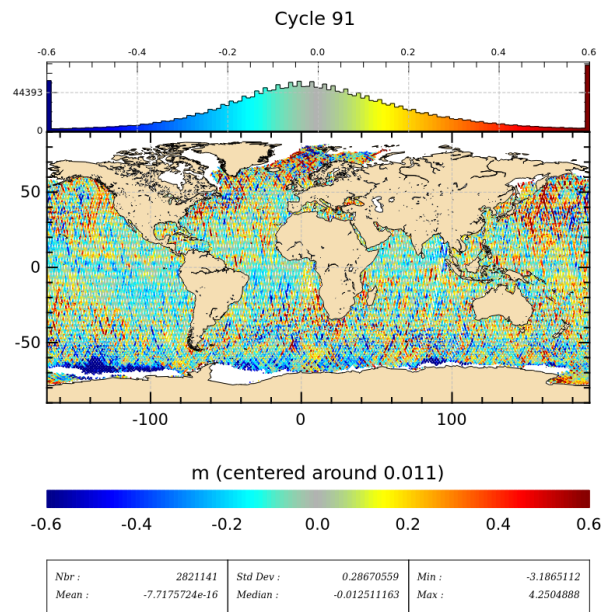 Cycle 91
-0.6 -0.4 -0.2 0.0 0.2 0.4 0.6
44393
0
50
0
-50
-100 0 100
m (centered around 0.011)
-0.6 -0.4 -0.2 0.0 0.2 0.4 0.6
Nbr : 2821141 Std Dev : 0.28670559 Min : -3.1865112
Mean : -7.7175724e-16 Median : -0.012511163 Max : 4.2504888